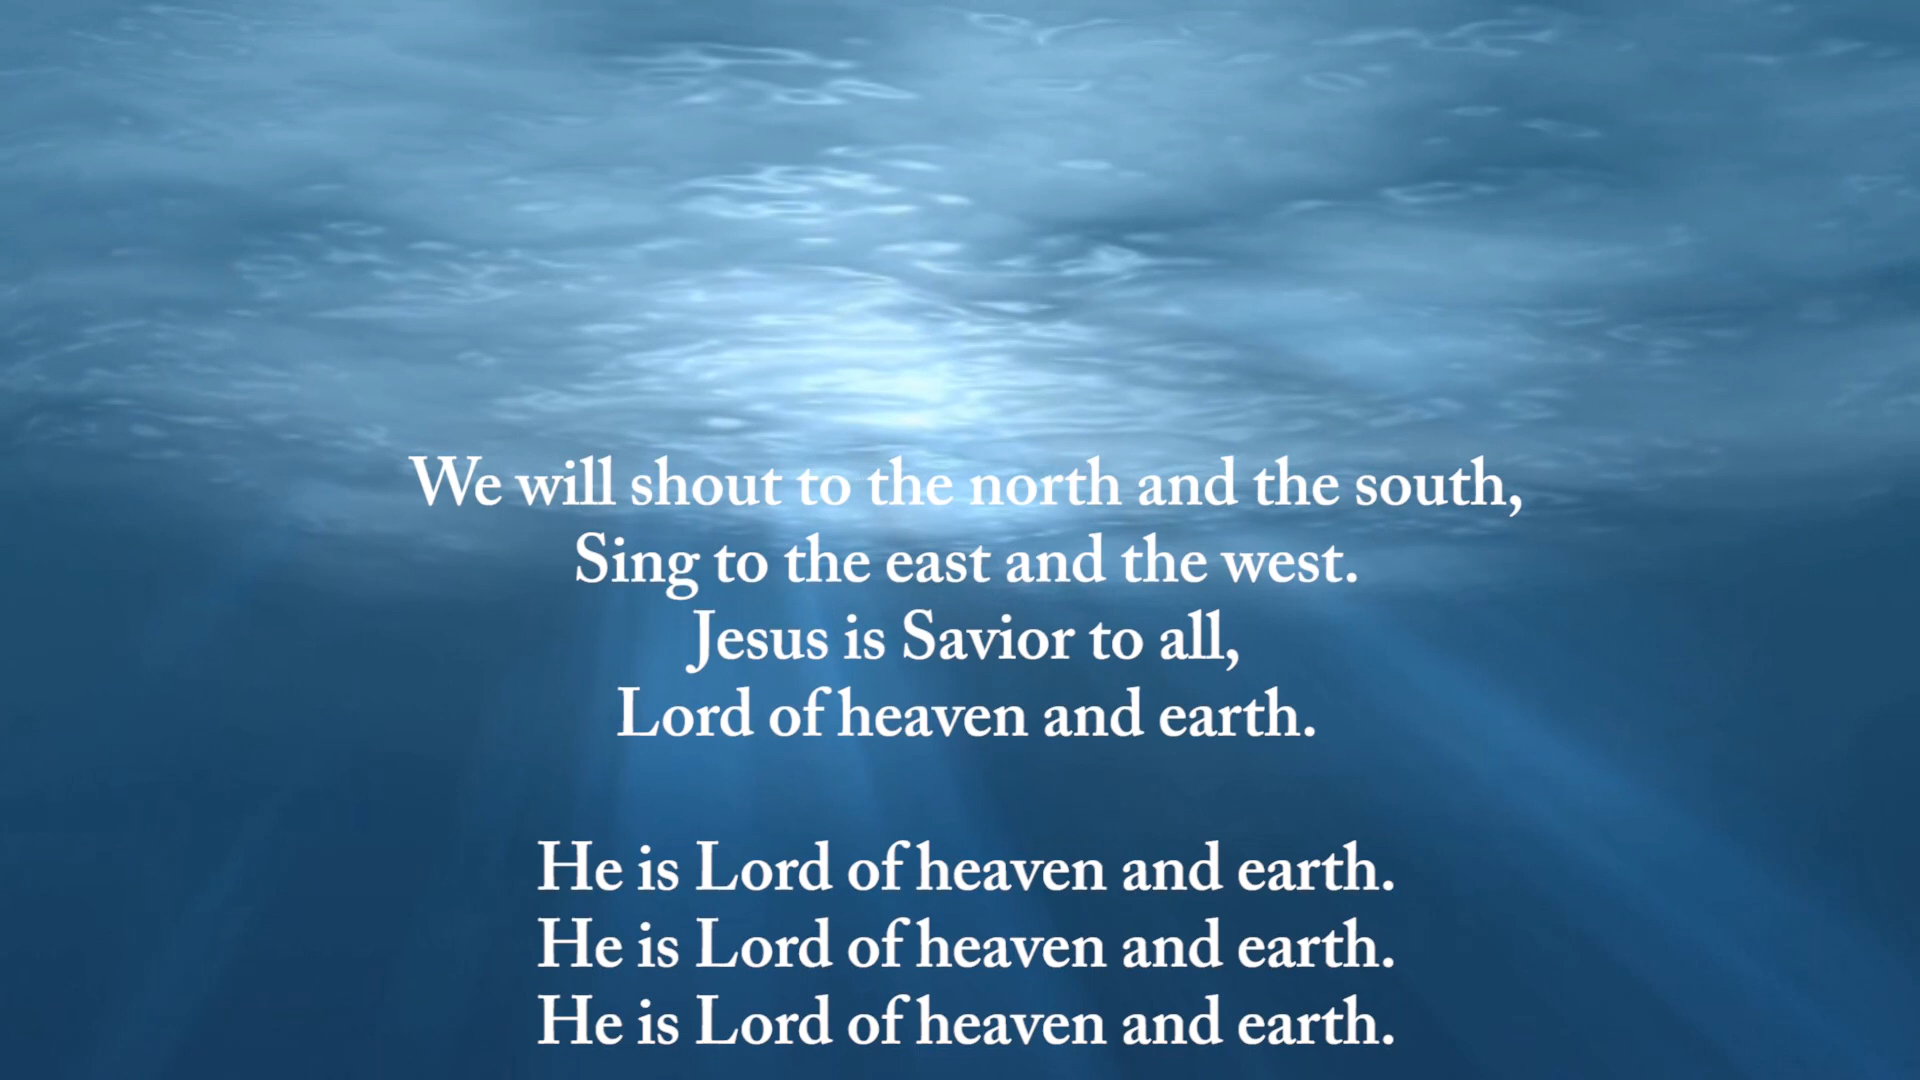 We will shout to the north and the south,
Sing to the east and the west.
Jesus is Savior to all,
Lord of heaven and earth.
He is Lord of heaven and earth.
He is Lord of heaven and earth.
He is Lord of heaven and earth.